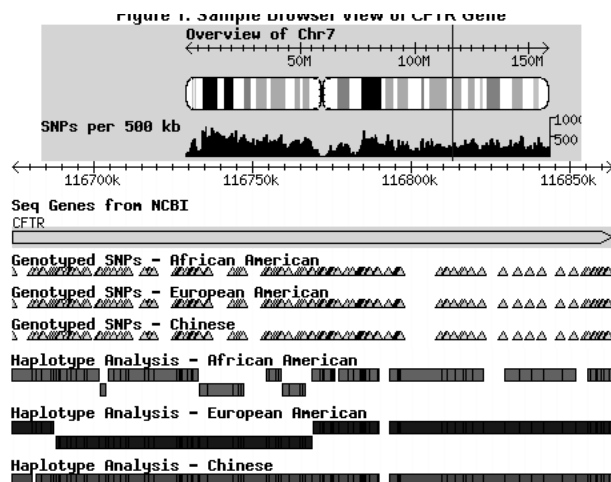 Figure 1. Sample Browser View of CFTR Gene
Overview of Chr7
50M 100M 150M
SNPs per 500 kb
1000
500
116700k 116750k 116800k 116850k
Seq Genes from NCBI
CFTR
Genotyped SNPs - African American
Genotyped SNPs - European American
Genotyped SNPs - Chinese
Haplotype Analysis - African American
Haplotype Analysis - European American
Haplotype Analysis - Chinese